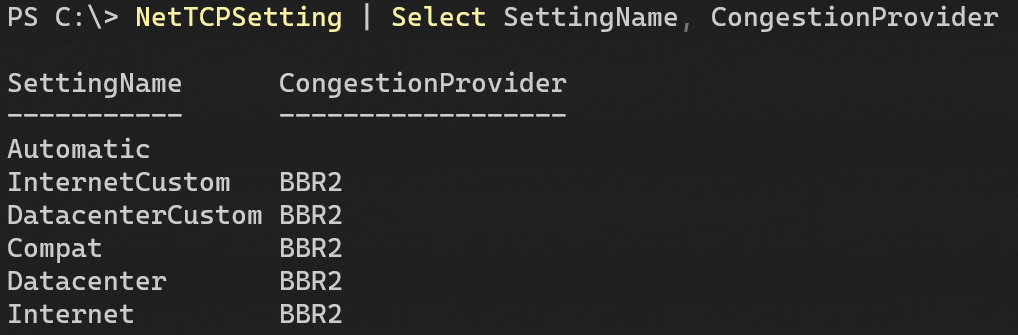 PS C:\> NetTCPSetting | Select SettingName, CongestionProvider
SettingName      CongestionProvider
-----------      ------------------
Automatic
InternetCustom   BBR2
DatacenterCustom BBR2
Compat           BBR2
Datacenter       BBR2
Internet         BBR2